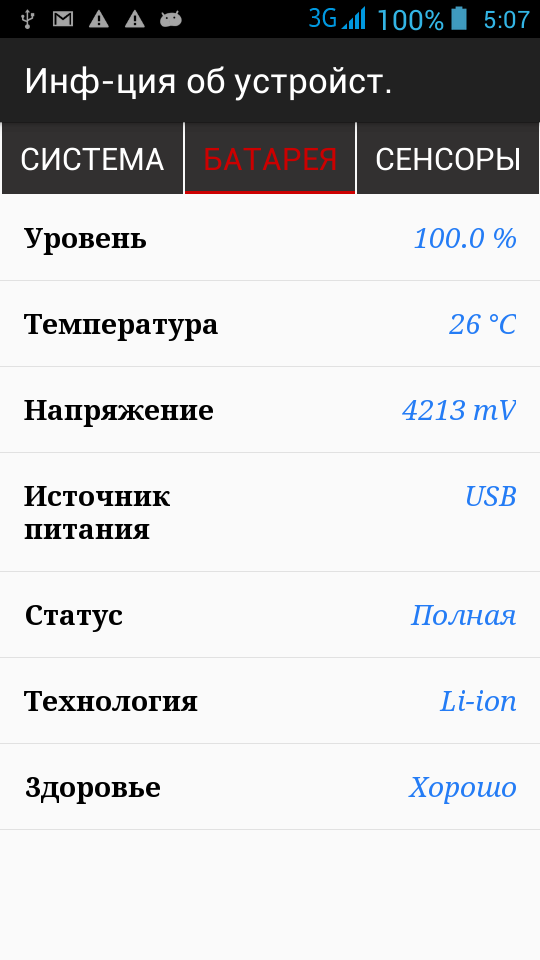 3G 100% 5:07
Инф-ция об устройст.
СИСТЕМА БАТАРЕЯ СЕНСОРЫ
Уровень 100.0 %
Температура 26 °C
Напряжение 4213 mV
Источник USB
питания
Статус Полная
Технология Li-ion
Здоровье Хорошо